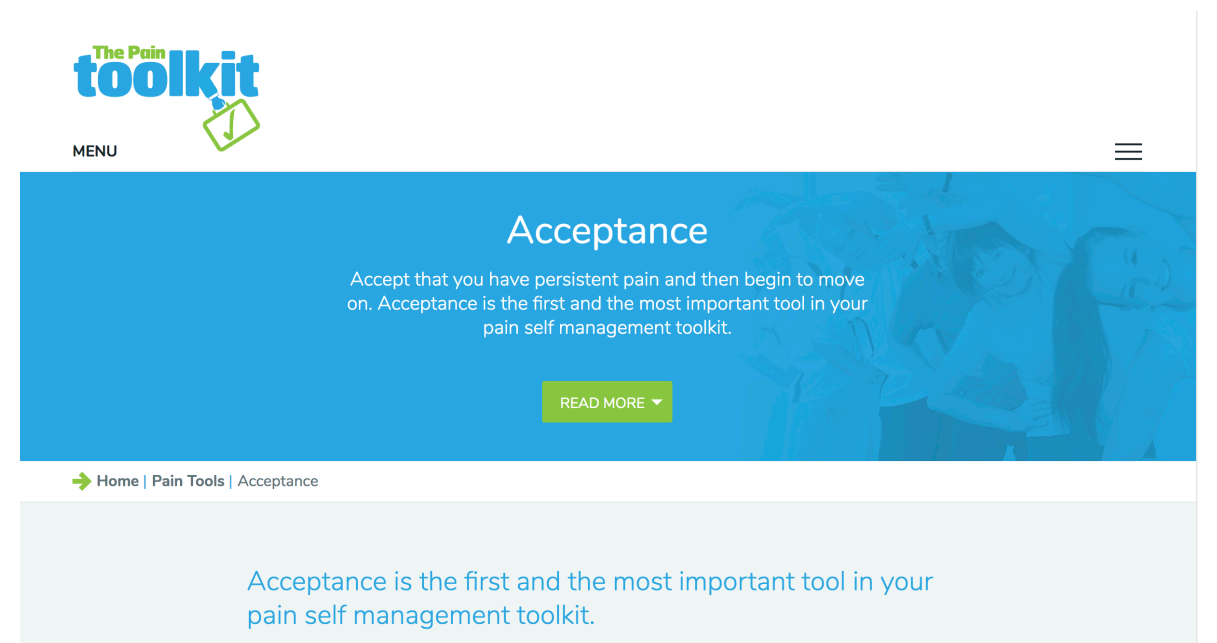 The Pain
toolkit
MENU
Acceptance
Accept that you have persistent pain and then begin to move
on. Acceptance is the first and the most important tool in your
pain self management toolkit.
READ MORE
Home | Pain Tools | Acceptance
Acceptance is the first and the most important tool in your
pain self management toolkit.